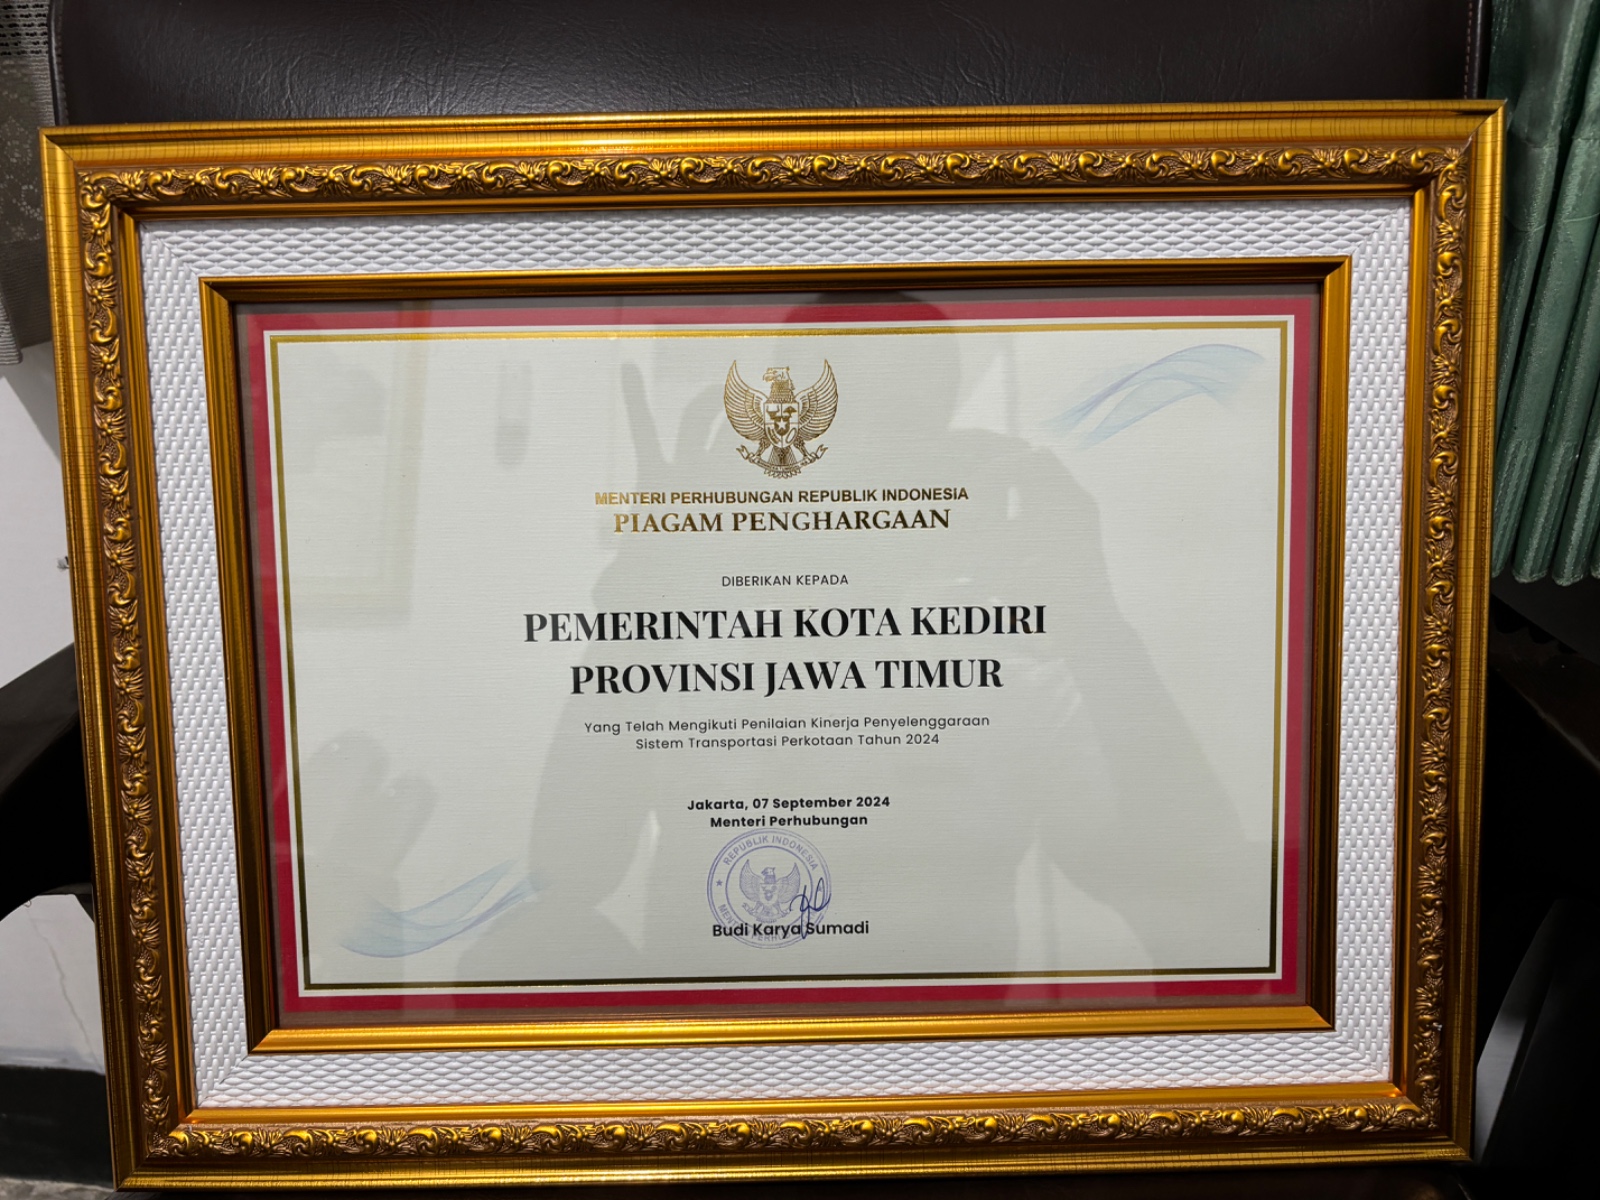 MENTERI PERHUBUNGAN REPUBLIK INDONESIA
PIAGAM PENGHARGAAN
DIBERIKAN KEPADA
PEMERINTAH KOTA KEDIRI
PROVINSI JAWA TIMUR
Yang Telah Mengikuti Penilaian Kinerja Penyelenggaraan
Sistem Transportasi Perkotaan Tahun 2024
Jakarta, 07 September 2024
Menteri Perhubungan
REPUBLIK INDONESIA
Budi Karya Sumadi